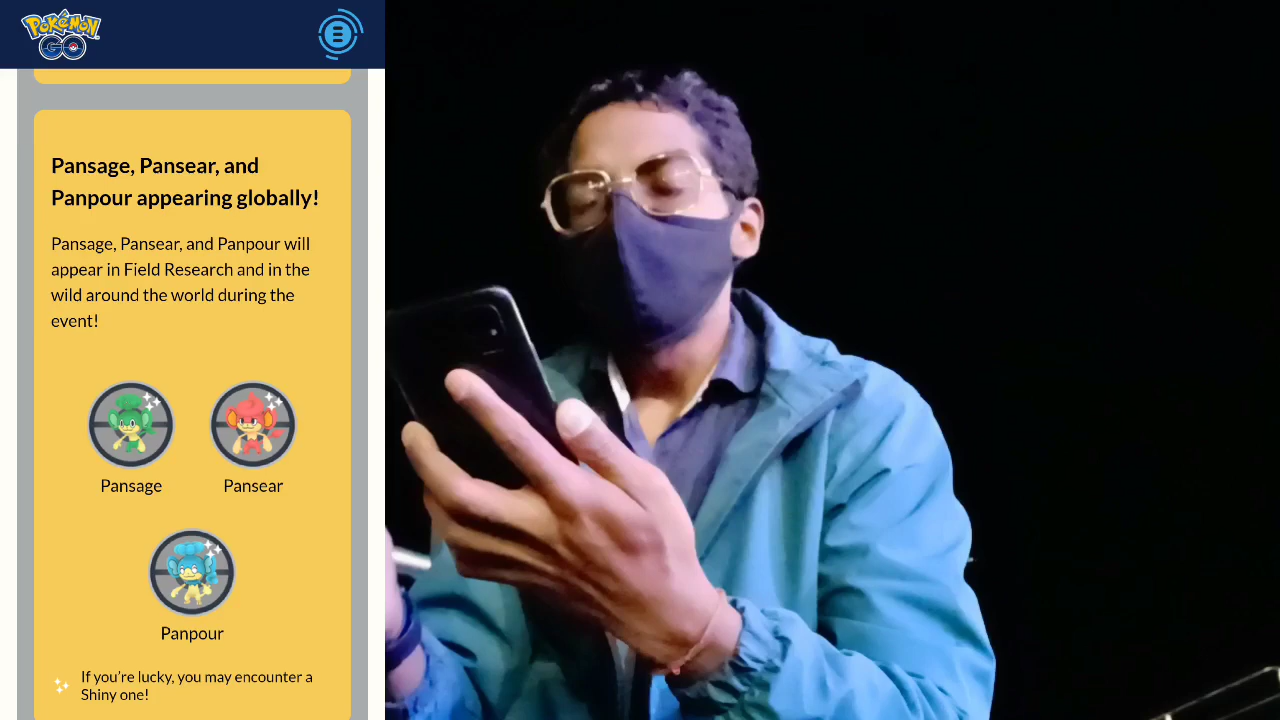 POKÉMON
GO
Pansage, Pansear, and
Panpour appearing globally!
Pansage, Pansear, and Panpour will
appear in Field Research and in the
wild around the world during the
event!
Pansage
Pansear
Panpour
If you’re lucky, you may encounter a
Shiny one!